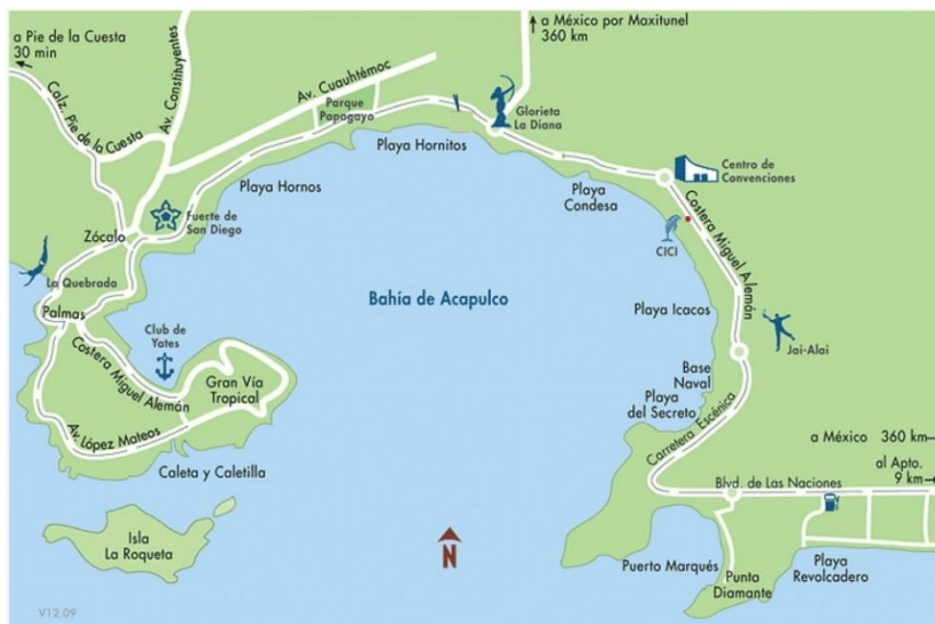 a Pie de la Cuesta
30 min
Calz. Pie de la Cuesta
Av. Constituyentes
Av. Cuauhtémoc
Parque
Papagayo
a México por Maxitunel
360 km
Glorieta
La Diana
Playa Hornitos
Playa Hornos
Playa
Condesa
Centro de
Convenciones
Costera Miguel Alemán
CICI
Fuerte de
San Diego
Zócalo
La Quebrada
Palmas
Bahía de Acapulco
Playa Icacos
Jai-Alai
Club de
Yates
Costera Miguel Alemán
Gran Vía
Tropical
Av López Mateos
Base
Naval
Playa
del Secreto
Carretera Escénica
a México 360 km
al Apto.
9 km
Blvd. de Las Naciones
Caleta y Caletilla
Isla
La Roqueta
N
Puerto Marqués
Punta
Diamante
Playa
Revolcadero
V12.09